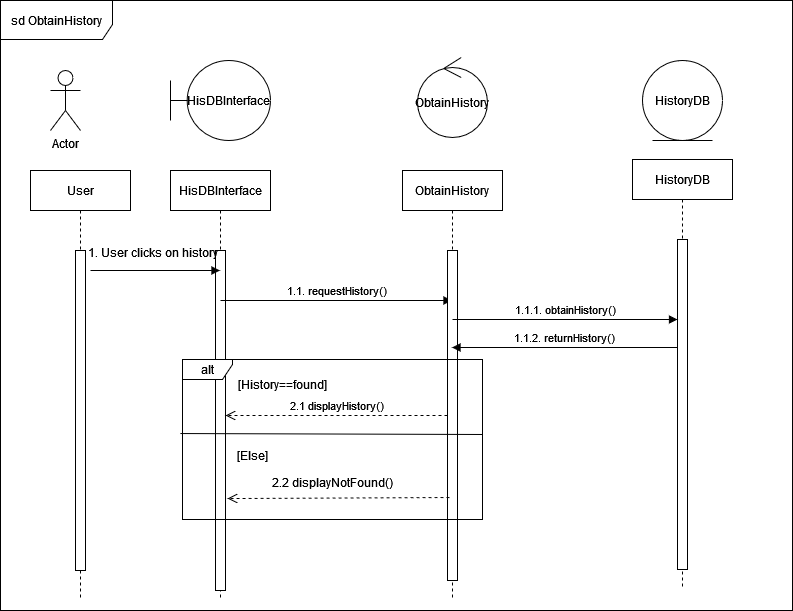 sd ObtainHistory
Actor
HisDBInterface
ObtainHistory
HistoryDB
User
HisDBInterface
ObtainHistory
HistoryDB
1. User clicks on history
1.1. requestHistory()
1.1.1. obtainHistory()
1.1.2. returnHistory()
alt
[History==found]
2.1 displayHistory()
[Else]
2.2 displayNotFound()